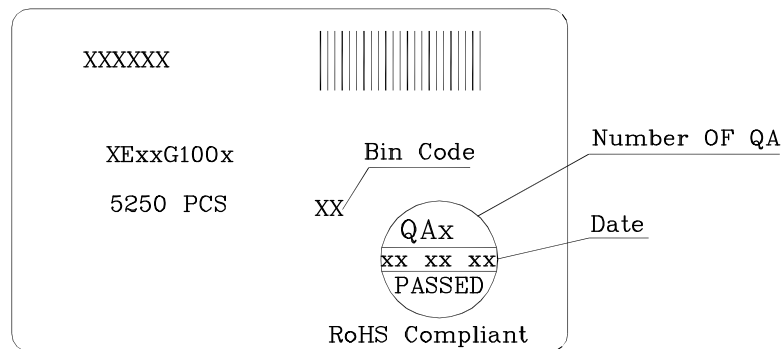 XXXXXX
Number OF QA
XExxG100x
Bin Code
5250 PCS
XX
Date
QAx
xx xx xx
PASSED
RoHS Compliant